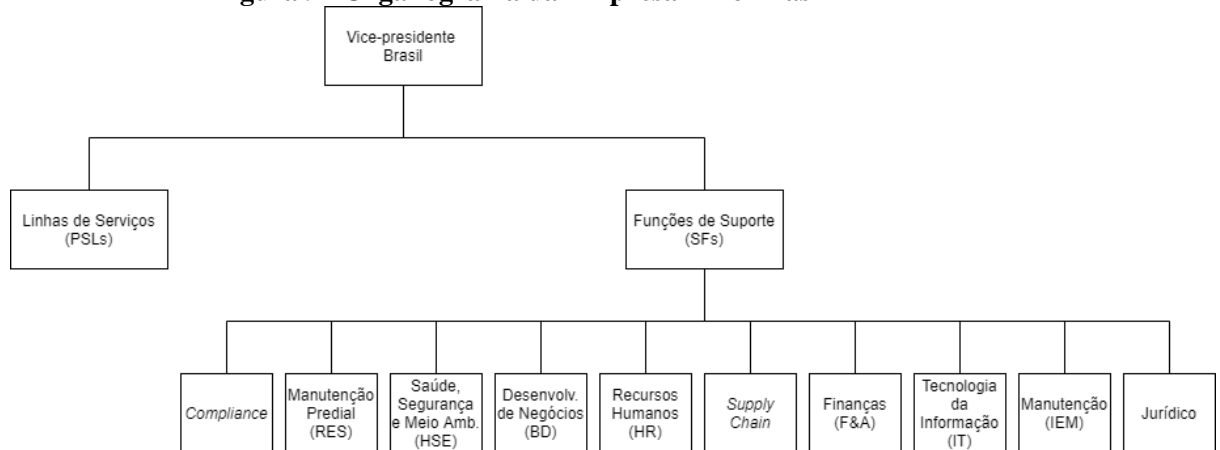 Vice-presidente
Brasil
Linhas de Serviços
(PSLs)
Funções de Suporte
(SFs)
Compliance
Manutenção
Predial
(RES)
Saúde,
Segurança
e Meio Amb.
(HSE)
Desenvolv.
de Negócios
(BD)
Recursos
Humanos
(HR)
Supply
Chain
Finanças
(F&A)
Tecnologia
da
Informação
(IT)
Manutenção
(IEM)
Jurídico